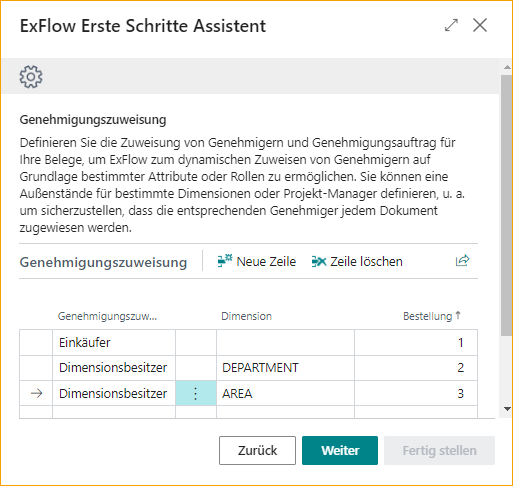 ExFlow Erste Schritte Assistent
Genehmigungszuweisung
Definieren Sie die Zuweisung von Genehmigern und Genehmigungsauftrag für
Ihre Belege, um ExFlow zum dynamischen Zuweisen von Genehmigern auf
Grundlage bestimmter Attribute oder Rollen zu ermöglichen. Sie können eine
Außenstände für bestimmte Dimensionen oder Projekt-Manager definieren, u. a.
um sicherzustellen, dass die entsprechenden Genehmiger jedem Dokument
zugewiesen werden.
Genehmigungszuweisung Neue Zeile Zeile löschen
Genehmigungszuw... Dimension Bestellung ↑
Einkäufer 1
Dimensionsbesitzer DEPARTMENT 2
Dimensionsbesitzer AREA 3
Zurück Weiter Fertig stellen